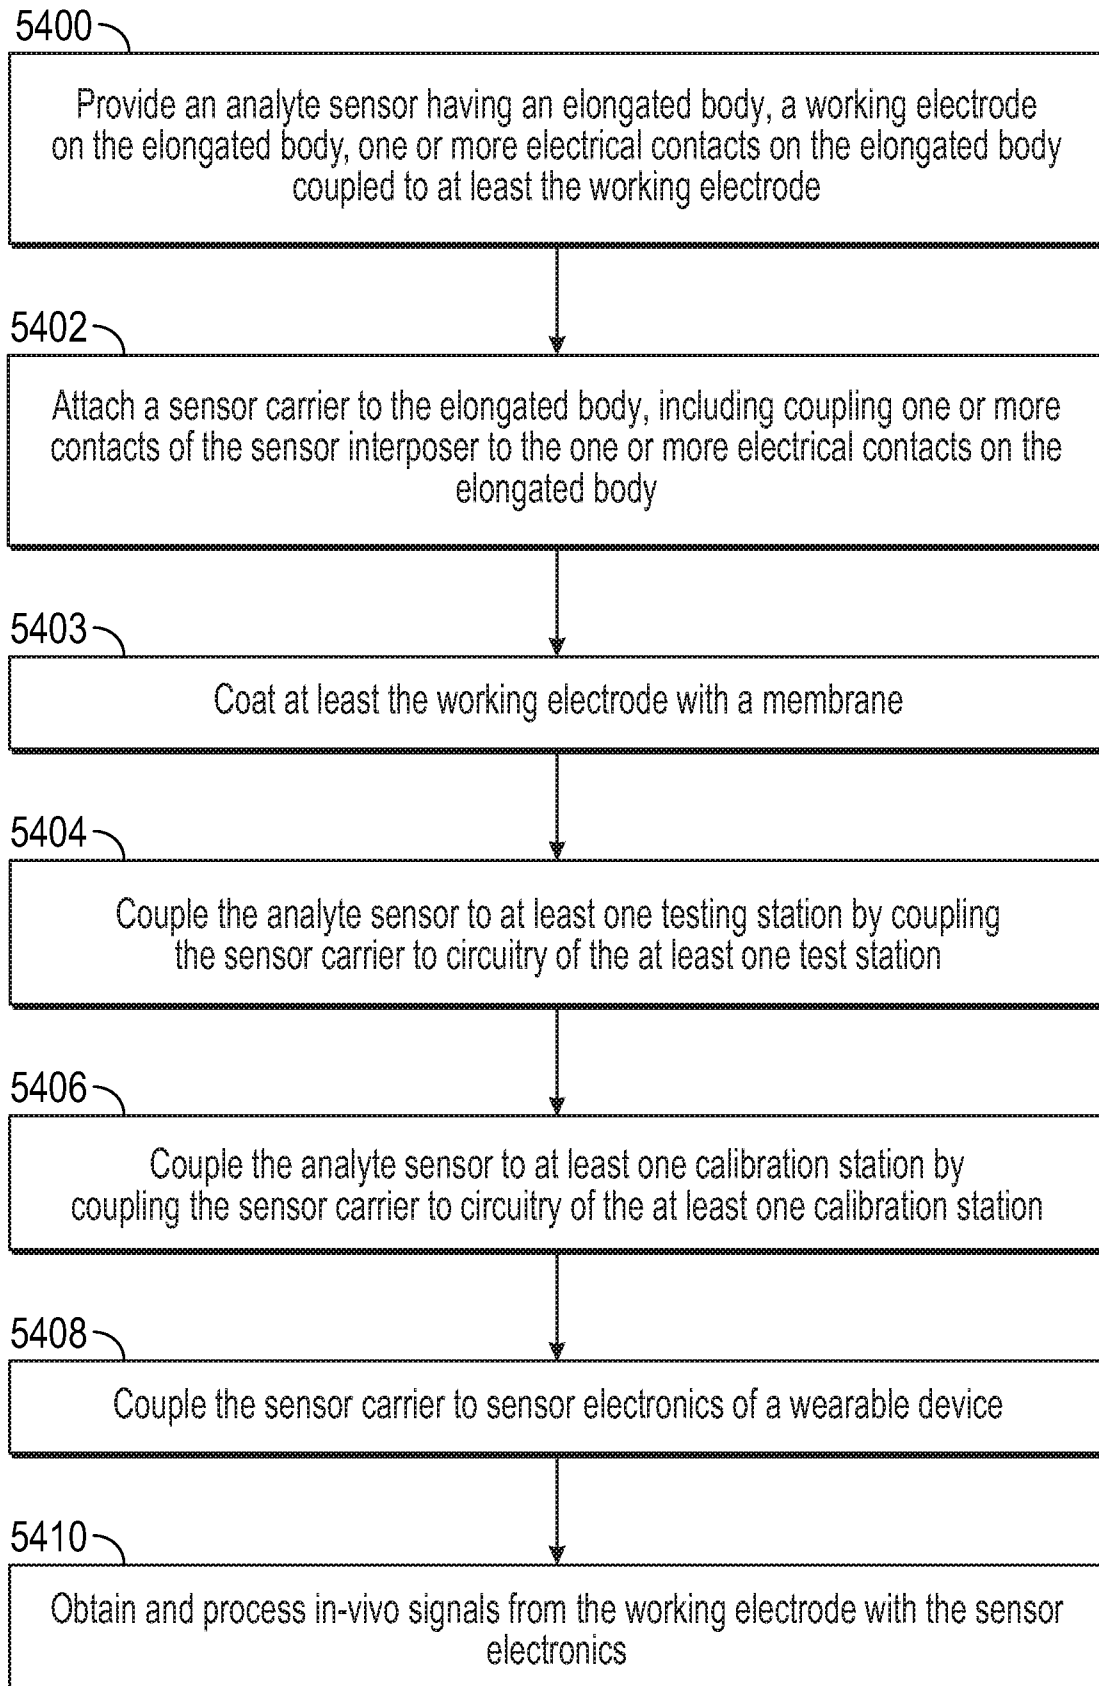 5400
Provide an analyte sensor having an elongated body, a working electrode
on the elongated body, one or more electrical contacts on the elongated body
coupled to at least the working electrode
5402
Attach a sensor carrier to the elongated body, including coupling one or more
contacts of the sensor interposer to the one or more electrical contacts on the
elongated body
5403
Coat at least the working electrode with a membrane
5404
Couple the analyte sensor to at least one testing station by coupling
the sensor carrier to circuitry of the at least one test station
5406
Couple the analyte sensor to at least one calibration station by
coupling the sensor carrier to circuitry of the at least one calibration station
5408
Couple the sensor carrier to sensor electronics of a wearable device
5410
Obtain and process in-vivo signals from the working electrode with the sensor
electronics